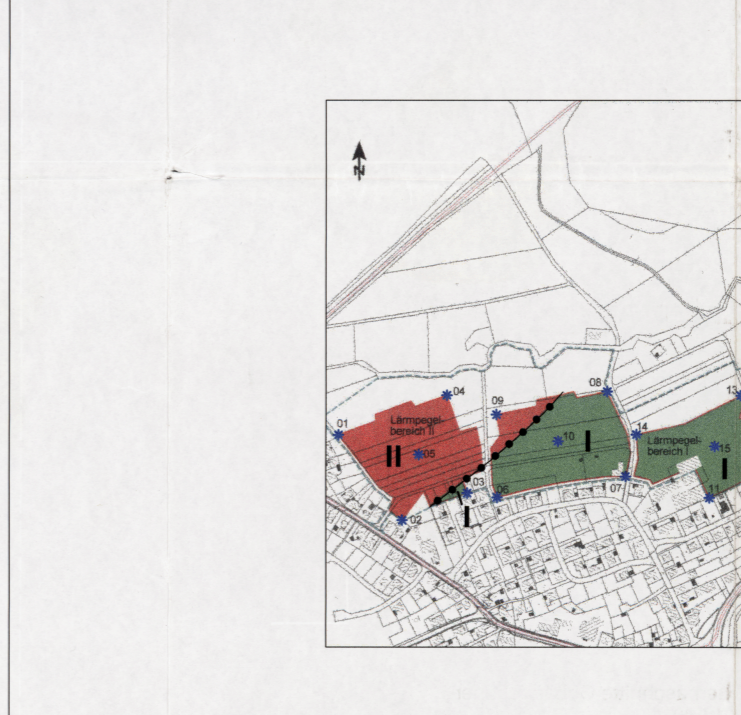 N
04
08
13
09
01
Lärmpegel-
bereich II
14
10
I
Lärmpegel-
bereich I
15
II
05
I
03
07
06
11
02
I